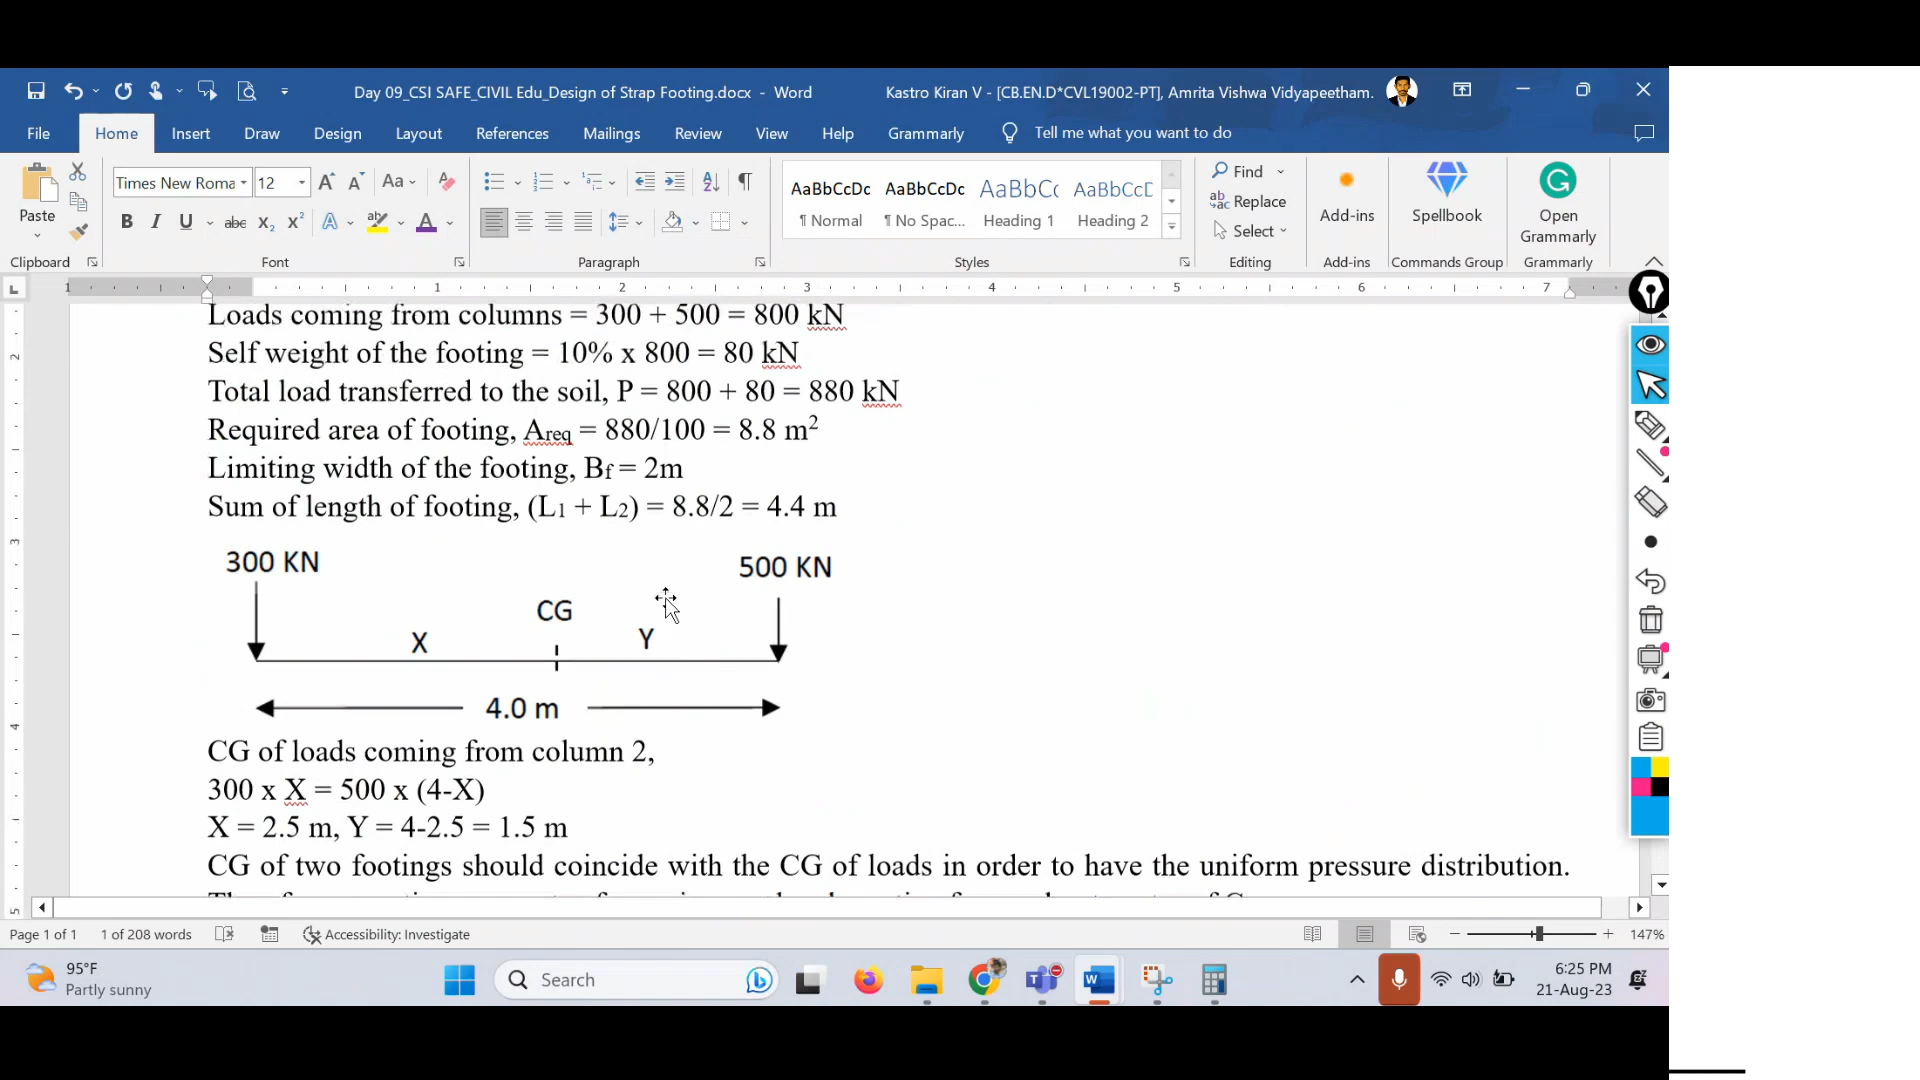 Day 09_CSI SAFE_CIVIL Edu_Design of Strap Footing.docx - Word
Kastro Kiran V - [CB.EN.D*CVL19002-PT], Amrita Vishwa Vidyapeetham.
File Home Insert Draw Design Layout References Mailings Review View Help Grammarly Tell me what you want to do
Paste
Times New Roma 12
Aa
AaBbCcDc AaBbCcDc AaBbCc AaBbCcD
¶ Normal ¶ No Spac... Heading 1 Heading 2
Find
Replace
Select
Add-ins
Spellbook
Open
Grammarly
Clipboard Font Paragraph Styles Editing Add-ins Commands Group Grammarly
1 1 2 3 4 5 6 7
Loads coming from columns = 300 + 500 = 800 kN
Self weight of the footing = 10% x 800 = 80 kN
Total load transferred to the soil, P = 800 + 80 = 880 kN
Required area of footing, Areq = 880/100 = 8.8 m²
Limiting width of the footing, Bf = 2m
Sum of length of footing, (L1 + L2) = 8.8/2 = 4.4 m
300 KN
500 KN
CG
X
Y
4.0 m
CG of loads coming from column 2,
300 x X = 500 x (4-X)
X = 2.5 m, Y = 4-2.5 = 1.5 m
CG of two footings should coincide with the CG of loads in order to have the uniform pressure distribution.
Page 1 of 1 1 of 208 words Accessibility: Investigate 147%
95°F
Partly sunny
Search
6:25 PM
21-Aug-23